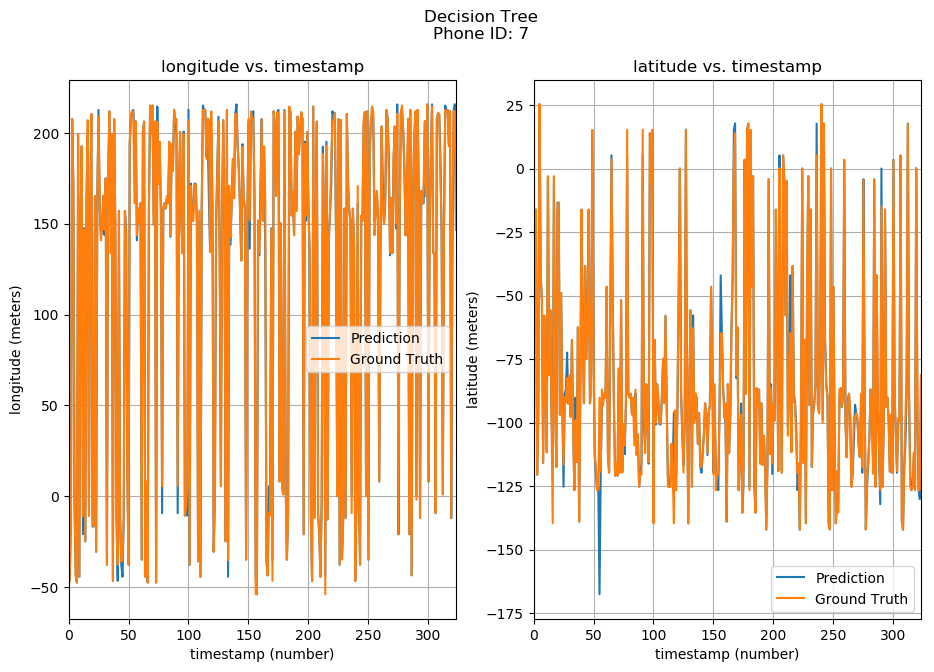 Decision Tree
Phone ID: 7
longitude vs. timestamp
longitude (meters)
200
150
100
50
0
−50
0
50
100
150
200
250
300
timestamp (number)
Prediction
Ground Truth
latitude vs. timestamp
latitude (meters)
25
0
−25
−50
−75
−100
−125
−150
−175
0
50
100
150
200
250
300
timestamp (number)
Prediction
Ground Truth